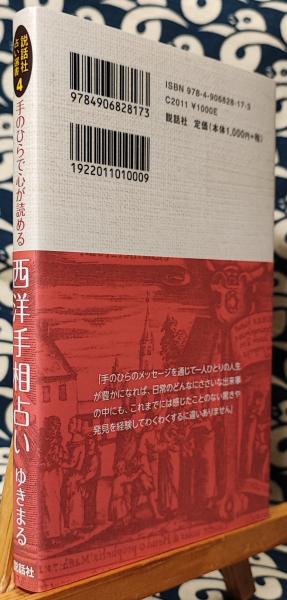 説話社
占い選書
4
手のひらで心が読める
西洋手相占い
ゆきまる
説話社
9784906828173
1922011010009
ISBN 978-4-906828-17-3
C2011 ¥1000E
説話社 定価(本体1,000円+税)
「手のひらのメッセージを通じて一人ひとりの人生
が豊かになれば、日常のどんなにささいな出来事
の中にも、これまでには感じたことのない驚きや
発見を経験してわくわくするに違いありません」